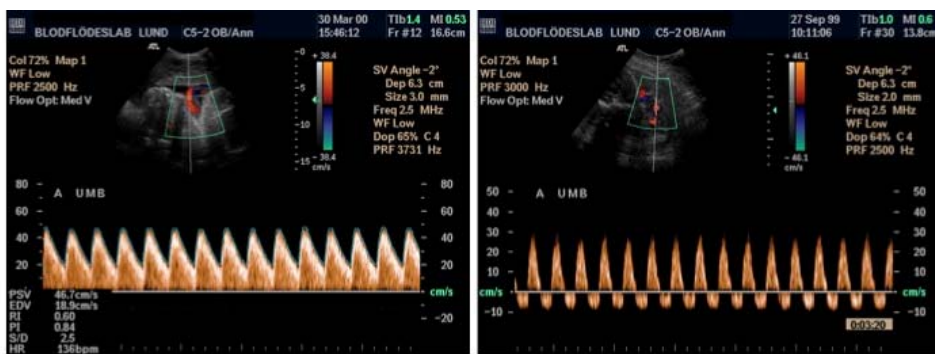 30 Mar 00 TIb1.4 MI 0.53
15:46:12 Fr #12 16.6cm
BLODFLÖDESLAB LUND C5-2 OB/Ann
ATL
Col 72% Map 1
WF Low
PRF 2500 Hz
Flow Opt: Med V
+ 38.4
- 38.4
cm/s
0
5
10
15
SV Angle -2°
Dep 6.3 cm
Size 3.0 mm
Freq 2.5 MHz
WF Low
Dop 65% C 4
PRF 3731 Hz
A UMB
80 80
60 60
40 40
20 20
cm/s
-20
PSV 46.7cm/s
EDV 18.9cm/s
RI 0.60
PI 0.84
S/D 2.5
HR 136bpm
27 Sep 99 TIb1.0 MI 0.6
10:11:06 Fr #30 13.8cm
BLODFLÖDESLAB LUND C5-2 OB/Ann
ATL
Col 72% Map 1
WF Low
PRF 3000 Hz
Flow Opt: Med V
+ 46.1
- 46.1
cm/s
SV Angle -2°
Dep 6.3 cm
Size 2.0 mm
Freq 2.5 MHz
WF Low
Dop 64% C 4
PRF 2500 Hz
A UMB
50 50
40 40
30 30
20 20
10 10
cm/s
-10 -10
0:03:20